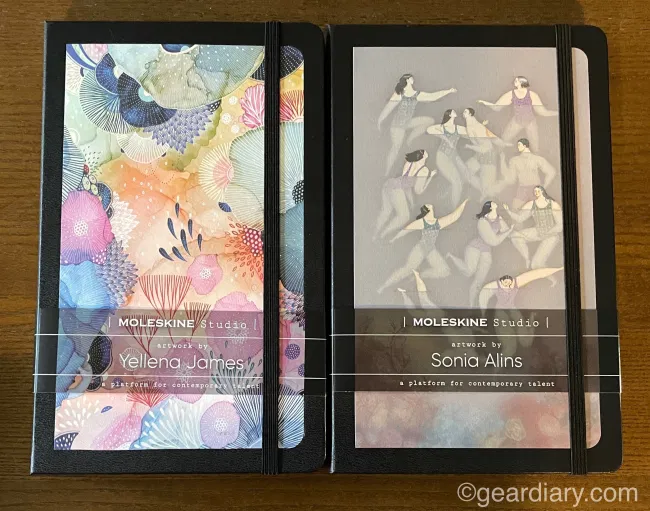 | MOLESKINE Studio |
artwork by
Yellena James
a platform for contemporary talent
| MOLESKINE Studio |
artwork by
Sonia Alins
a platform for contemporary talent
©geardiary.com